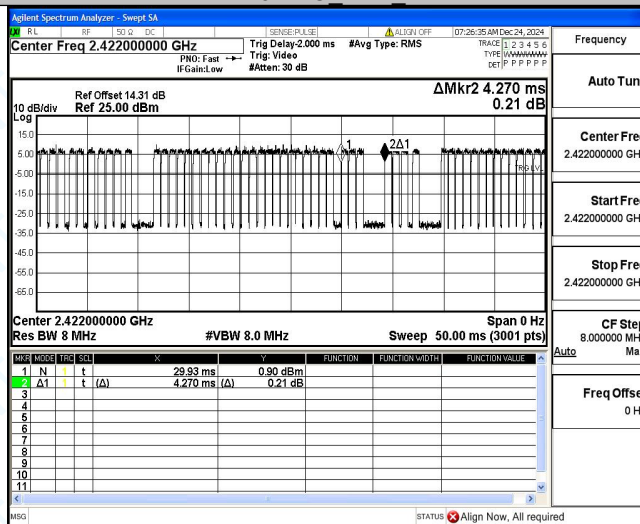 Agilent Spectrum Analyzer - Swept SA
LXI RL RF 50 Ω DC SENSE:PULSE ALIGN OFF 07:26:35 AM Dec 24, 2024
Center Freq 2.422000000 GHz
PNO: Fast
IFGain:Low
Trig Delay-2.000 ms
Trig: Video
#Atten: 30 dB
#Avg Type: RMS
TRACE 1 2 3 4 5 6
TYPE WWWWWW
DET P P P P P P
Frequency
Ref Offset 14.31 dB
Ref 25.00 dBm
10 dB/div
Log
ΔMkr2 4.270 ms
0.21 dB
15.0
5.00
-5.00
-15.0
-25.0
-35.0
-45.0
-55.0
-65.0
1
2Δ1
TRG LVL
Center 2.422000000 GHz
Res BW 8 MHz
#VBW 8.0 MHz
Span 0 Hz
Sweep 50.00 ms (3001 pts)
MKR MODE TRC SCL X Y FUNCTION FUNCTION WIDTH FUNCTION VALUE
1 N 1 t 29.93 ms 0.90 dBm
2 Δ1 1 t (Δ) 4.270 ms (Δ) 0.21 dB
3
4
5
6
7
8
9
10
11
MSG
STATUS Align Now, All required
Auto Tun
Center Fre
2.422000000 GH
Start Fre
2.422000000 GH
Stop Fre
2.422000000 GH
CF Ste
8.000000 MH
Auto Ma
Freq Offse
0 H